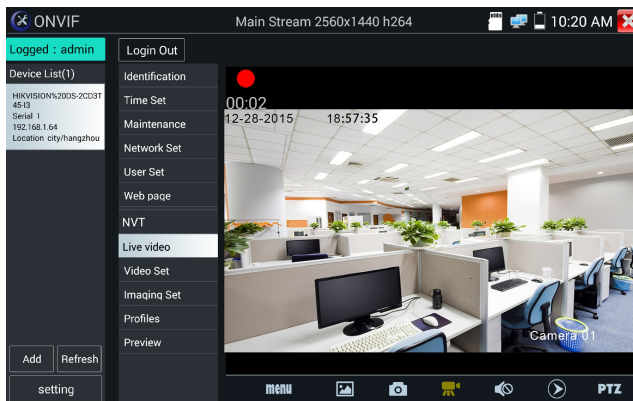 ONVIF
Main Stream 2560x1440 h264
10:20 AM
Logged : admin
Login Out
Device List(1)
HIKVISION%20DS-2CD3T
45-I3
Serial 1
192.168.1.64
Location city/hangzhou
Identification
Time Set
Maintenance
Network Set
User Set
Web page
NVT
Live video
Video Set
Imaging Set
Profiles
Preview
00:02
12-28-2015 18:57:35
Camera 01
Add
Refresh
setting
menu
PTZ